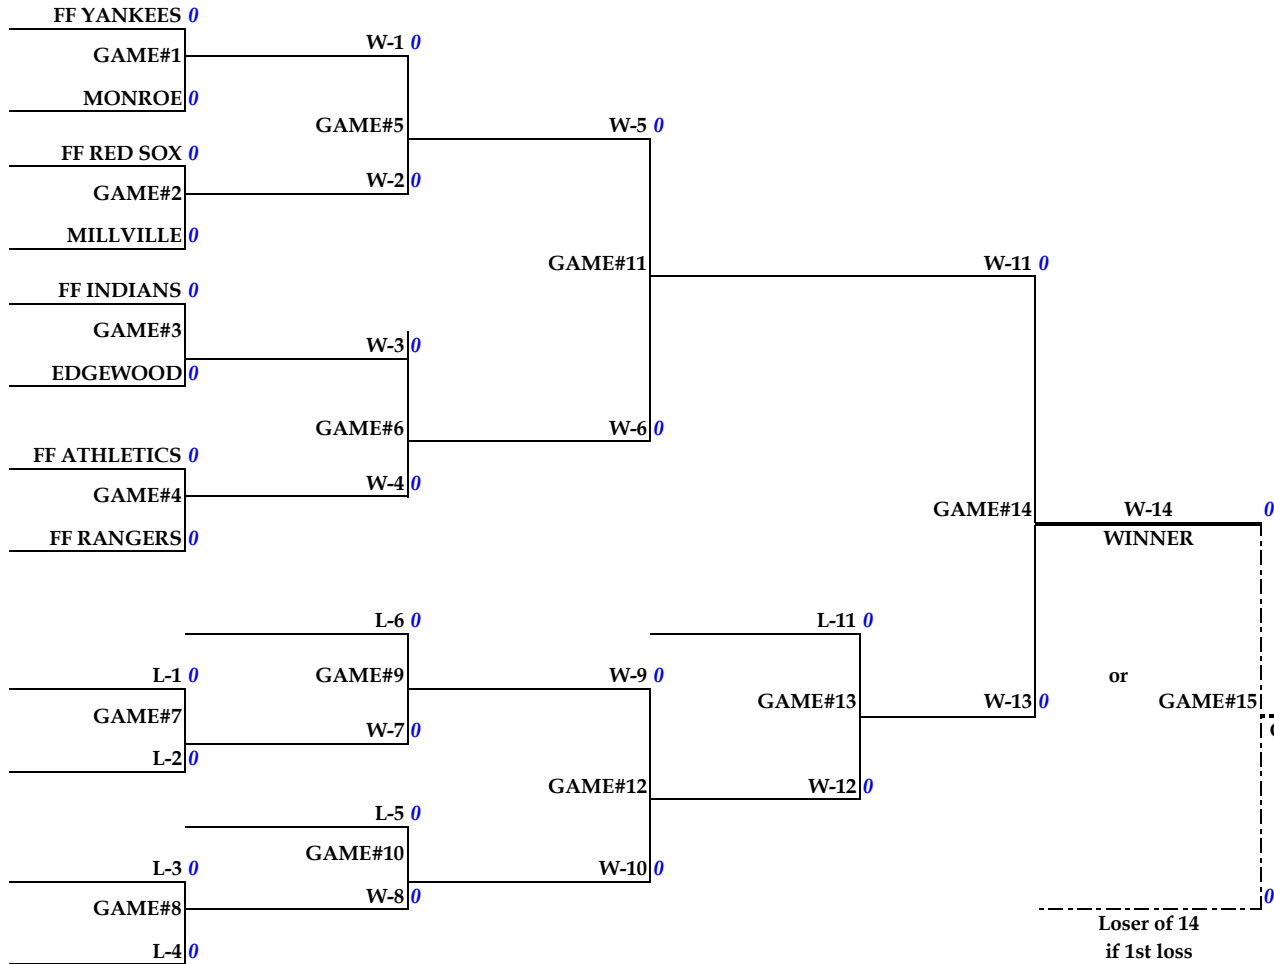 FF YANKEES 0
GAME#1
W-1 0
MONROE 0
GAME#5
W-5 0
FF RED SOX 0
GAME#2
W-2 0
MILLVILLE 0
GAME#11
W-11 0
FF INDIANS 0
GAME#3
W-3 0
EDGEWOOD 0
GAME#6
W-6 0
FF ATHLETICS 0
GAME#4
W-4 0
FF RANGERS 0
GAME#14
W-14 0
WINNER
L-6 0
L-11 0
L-1 0
GAME#9
W-9 0
or
GAME#7
GAME#13
W-13 0
GAME#15
W-7 0
L-2 0
GAME#12
W-12 0
L-5 0
GAME#10
L-3 0
W-10 0
W-8 0
0
GAME#8
Loser of 14
if 1st loss
L-4 0